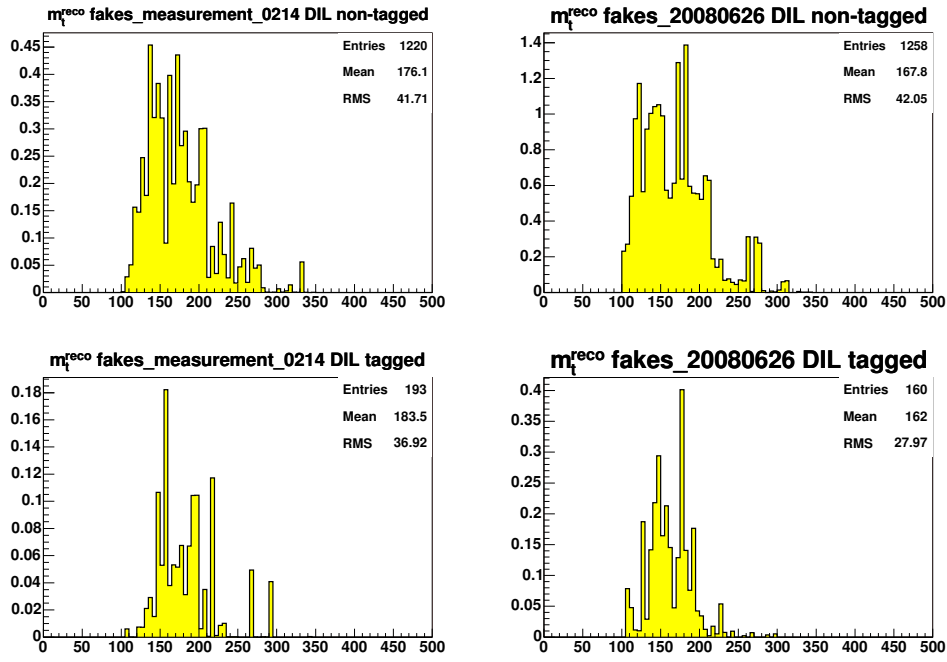 m_t^reco fakes_measurement_0214 DIL non-tagged
Entries 1220
Mean 176.1
RMS 41.71
0.45
0.4
0.35
0.3
0.25
0.2
0.15
0.1
0.05
0
0 50 100 150 200 250 300 350 400 450 500
m_t^reco fakes_20080626 DIL non-tagged
Entries 1258
Mean 167.8
RMS 42.05
1.4
1.2
1
0.8
0.6
0.4
0.2
0
0 50 100 150 200 250 300 350 400 450 500
m_t^reco fakes_measurement_0214 DIL tagged
Entries 193
Mean 183.5
RMS 36.92
0.18
0.16
0.14
0.12
0.1
0.08
0.06
0.04
0.02
0
0 50 100 150 200 250 300 350 400 450 500
m_t^reco fakes_20080626 DIL tagged
Entries 160
Mean 162
RMS 27.97
0.4
0.35
0.3
0.25
0.2
0.15
0.1
0.05
0
0 50 100 150 200 250 300 350 400 450 500